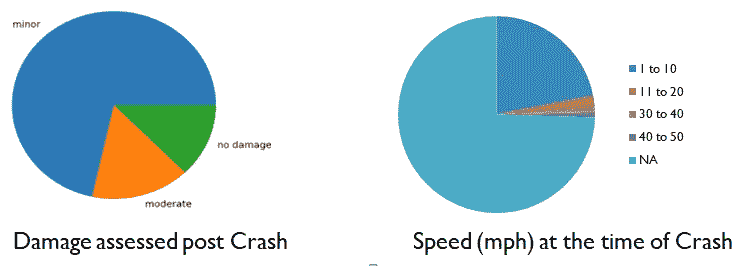 minor
no damage
moderate
Damage assessed post Crash
1 to 10
11 to 20
30 to 40
40 to 50
NA
Speed (mph) at the time of Crash